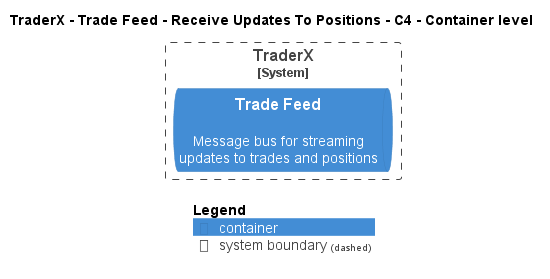 TraderX - Trade Feed - Receive Updates To Positions - C4 - Container level
TraderX
[System]
Trade Feed
Message bus for streaming
updates to trades and positions
Legend
container
system boundary (dashed)